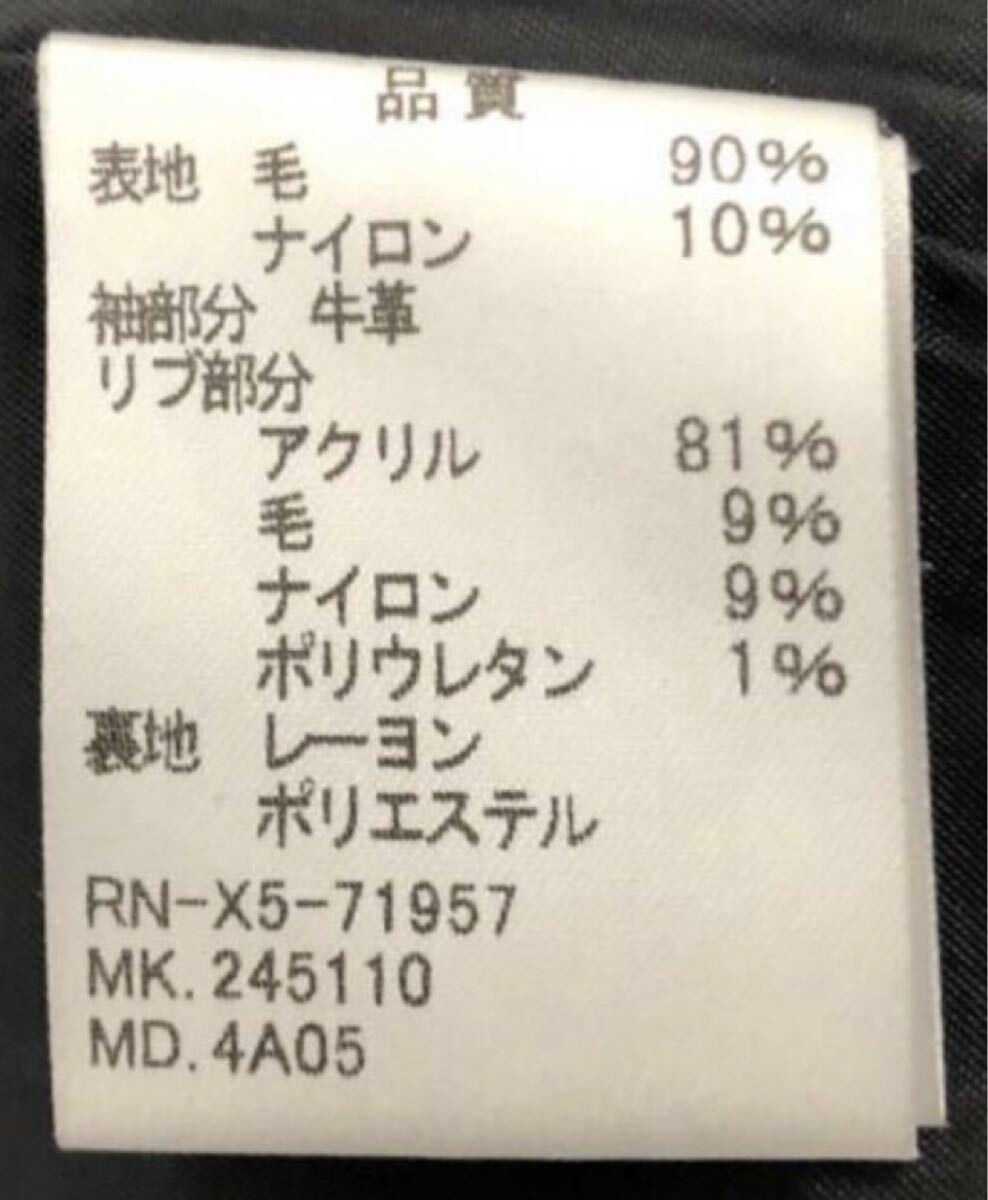 品質
表地 毛 90%
ナイロン 10%
袖部分 牛革
リブ部分
アクリル 81%
毛 9%
ナイロン 9%
ポリウレタン 1%
裏地 レーヨン
ポリエステル
RN-X5-71957
MK.245110
MD.4A05